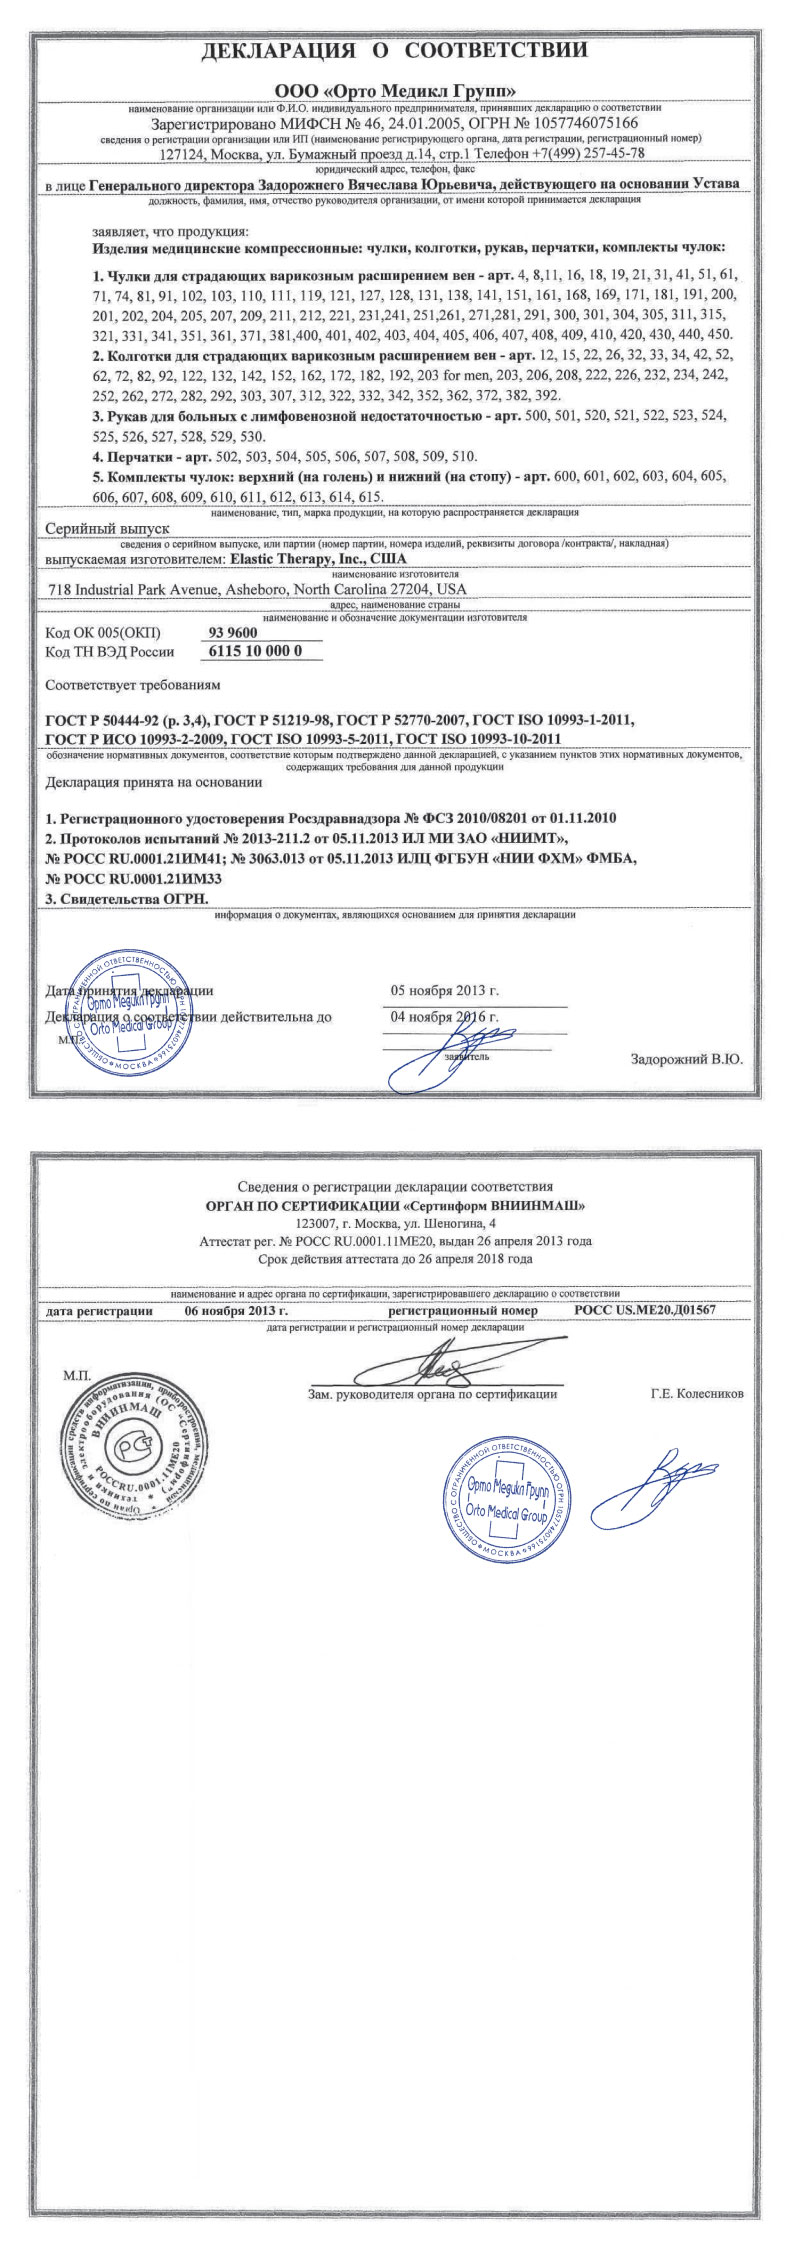 ДЕКЛАРАЦИЯ О СООТВЕТСТВИИ
ООО «Орто Медикл Групп»
наименование организации или Ф.И.О. индивидуального предпринимателя, принявших декларацию о соответствии
Зарегистрировано МИФСН № 46, 24.01.2005, ОГРН № 1057746075166
сведения о регистрации организации или ИП (наименование регистрирующего органа, дата регистрации, регистрационный номер)
127124, Москва, ул. Бумажный проезд д.14, стр.1 Телефон +7(499) 257-45-78
юридический адрес, телефон, факс
в лице Генерального директора Задорожнего Вячеслава Юрьевича, действующего на основании Устава
должность, фамилия, имя, отчество руководителя организации, от имени которой принимается декларация
заявляет, что продукция:
Изделия медицинские компрессионные: чулки, колготки, рукав, перчатки, комплекты чулок:
1. Чулки для страдающих варикозным расширением вен - арт. 4, 8,11, 16, 18, 19, 21, 31, 41, 51, 61,
71, 74, 81, 91, 102, 103, 110, 111, 119, 121, 127, 128, 131, 138, 141, 151, 161, 168, 169, 171, 181, 191, 200,
201, 202, 204, 205, 207, 209, 211, 212, 221, 231,241, 251,261, 271,281, 291, 300, 301, 304, 305, 311, 315,
321, 331, 341, 351, 361, 371, 381,400, 401, 402, 403, 404, 405, 406, 407, 408, 409, 410, 420, 430, 440, 450.
2. Колготки для страдающих варикозным расширением вен - арт. 12, 15, 22, 26, 32, 33, 34, 42, 52,
62, 72, 82, 92, 122, 132, 142, 152, 162, 172, 182, 192, 203 for men, 203, 206, 208, 222, 226, 232, 234, 242,
252, 262, 272, 282, 292, 303, 307, 312, 322, 332, 342, 352, 362, 372, 382, 392.
3. Рукав для больных с лимфовенозной недостаточностью - арт. 500, 501, 520, 521, 522, 523, 524,
525, 526, 527, 528, 529, 530.
4. Перчатки - арт. 502, 503, 504, 505, 506, 507, 508, 509, 510.
5. Комплекты чулок: верхний (на голень) и нижний (на стопу) - арт. 600, 601, 602, 603, 604, 605,
606, 607, 608, 609, 610, 611, 612, 613, 614, 615.
наименование, тип, марка продукции, на которую распространяется декларация
Серийный выпуск
сведения о серийном выпуске, или партии (номер партии, номера изделий, реквизиты договора /контракта/, накладная)
выпускаемая изготовителем: Elastic Therapy, Inc., США
наименование изготовителя
718 Industrial Park Avenue, Asheboro, North Carolina 27204, USA
адрес, наименование страны
наименование и обозначение документации изготовителя
Код ОК 005(ОКП) 93 9600
Код ТН ВЭД России 6115 10 000 0
Соответствует требованиям
ГОСТ Р 50444-92 (р. 3,4), ГОСТ Р 51219-98, ГОСТ Р 52770-2007, ГОСТ ISO 10993-1-2011,
ГОСТ Р ИСО 10993-2-2009, ГОСТ ISO 10993-5-2011, ГОСТ ISO 10993-10-2011
обозначение нормативных документов, соответствие которым подтверждено данной декларацией, с указанием пунктов этих нормативных документов,
содержащих требования для данной продукции
Декларация принята на основании
1. Регистрационного удостоверения Росздравнадзора № ФСЗ 2010/08201 от 01.11.2010
2. Протоколов испытаний № 2013-211.2 от 05.11.2013 ИЛ МИ ЗАО «НИИМТ»,
№ РОСС RU.0001.21ИМ41; № 3063.013 от 05.11.2013 ИЛЦ ФГБУН «НИИ ФХМ» ФМБА,
№ РОСС RU.0001.21ИМ33
3. Свидетельства ОГРН.
информация о документах, являющихся основанием для принятия декларации
Дата принятия декларации 05 ноября 2013 г.
Декларация о соответствии действительна до 04 ноября 2016 г.
М.П.
заявитель
Задорожний В.Ю.
ОБЩЕСТВО С ОГРАНИЧЕННОЙ ОТВЕТСТВЕННОСТЬЮ ОГРН 1057746075166 * МОСКВА *
Орто Медикл Групп
Orto Medical Group
Сведения о регистрации декларации соответствия
ОРГАН ПО СЕРТИФИКАЦИИ «Сертинформ ВНИИНМАШ»
123007, г. Москва, ул. Шеногина, 4
Аттестат рег. № РОСС RU.0001.11МЕ20, выдан 26 апреля 2013 года
Срок действия аттестата до 26 апреля 2018 года
наименование и адрес органа по сертификации, зарегистрировавшего декларацию о соответствии
дата регистрации 06 ноября 2013 г. регистрационный номер РОСС US.МЕ20.Д01567
дата регистрации и регистрационный номер декларации
М.П.
Зам. руководителя органа по сертификации Г.Е. Колесников
Орган по сертификации средств информатизации, приборостроения, медицинской
техники и электрооборудования (ОС "Сертинформ")
ВНИИНМАШ
РОСС RU.0001.11МЕ20
ОБЩЕСТВО С ОГРАНИЧЕННОЙ ОТВЕТСТВЕННОСТЬЮ ОГРН 1057746075166 * МОСКВА *
Орто Медикл Групп
Orto Medical Group